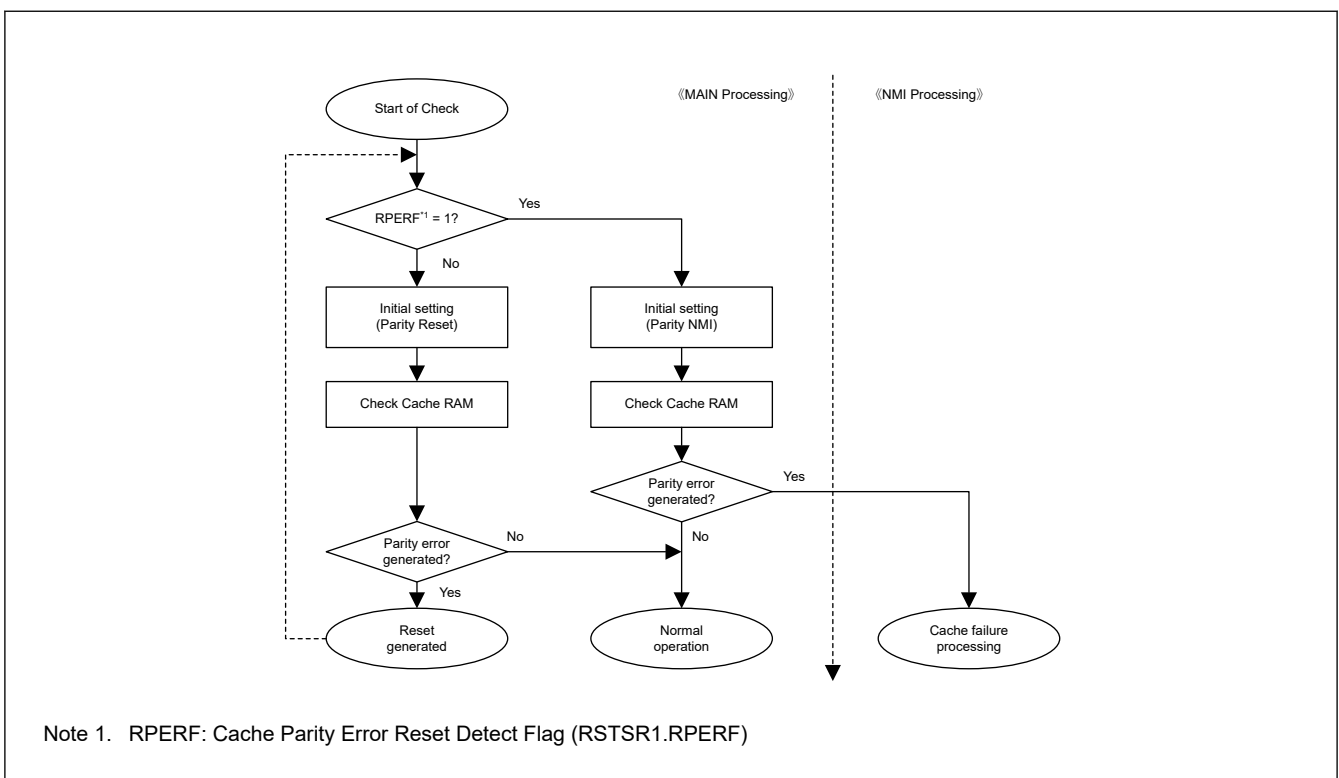 《MAIN Processing》
《NMI Processing》
Start of Check
RPERF*1 = 1?
Yes
No
Initial setting
(Parity Reset)
Initial setting
(Parity NMI)
Check Cache RAM
Check Cache RAM
Parity error
generated?
Yes
No
Parity error
generated?
No
Yes
Reset
generated
Normal
operation
Cache failure
processing
Note 1. RPERF: Cache Parity Error Reset Detect Flag (RSTSR1.RPERF)